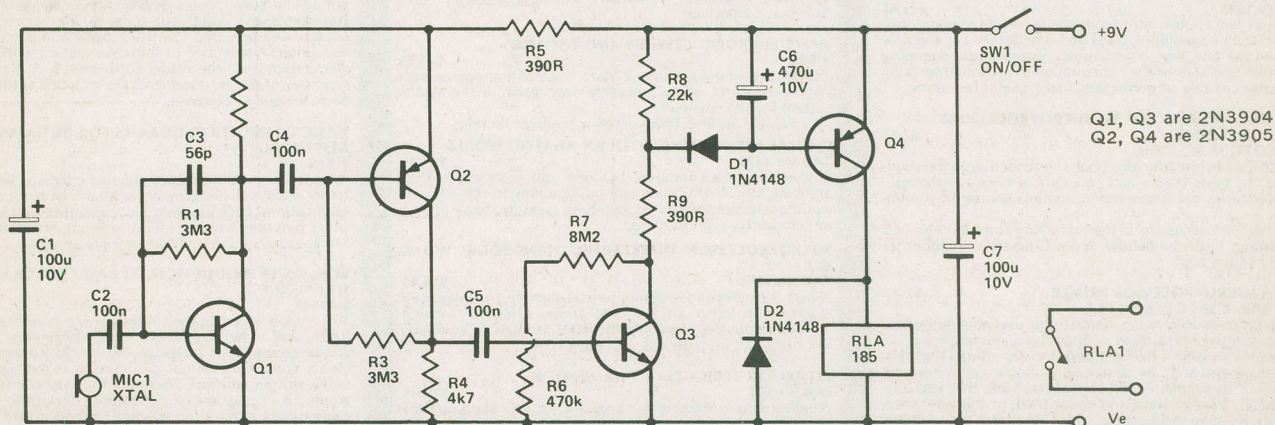 +9V
SW1
ON/OFF
R5
390R
R8
22k
C6
470u
10V
Q1, Q3 are 2N3904
Q2, Q4 are 2N3905
C3
56p
C4
100n
Q2
D1
1N4148
Q4
R1
3M3
R9
390R
R7
8M2
C1
100u
10V
C7
100u
10V
C2
100n
C5
100n
D2
1N4148
Q3
RLA
185
RLA1
Q1
R3
3M3
MIC1
XTAL
R4
4k7
R6
470k
Ve